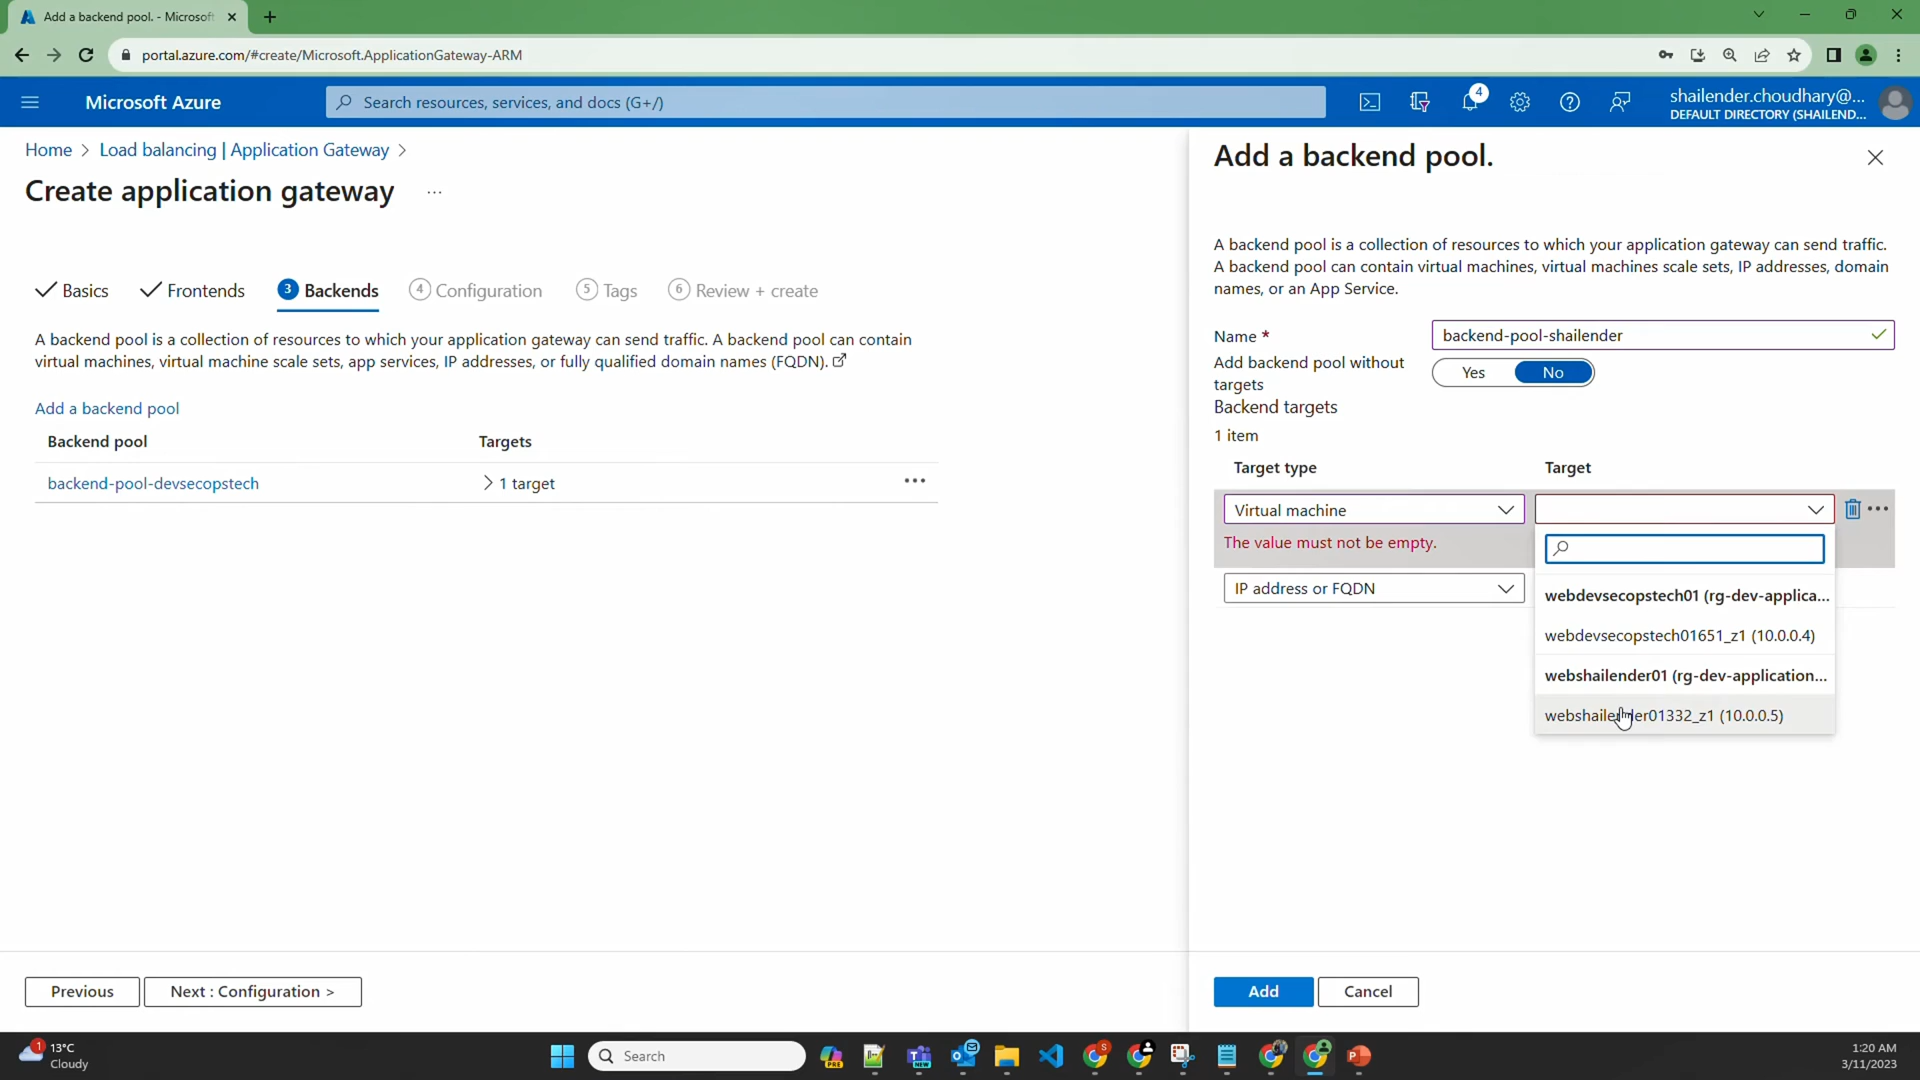 Add a backend pool. - Microsoft
portal.azure.com/#create/Microsoft.ApplicationGateway-ARM
Microsoft Azure
Search resources, services, and docs (G+/)
4
shailender.choudhary@...
DEFAULT DIRECTORY (SHAILEND...
Home > Load balancing | Application Gateway >
Create application gateway ...
Basics
Frontends
3 Backends
4 Configuration
5 Tags
6 Review + create
A backend pool is a collection of resources to which your application gateway can send traffic. A backend pool can contain
virtual machines, virtual machine scale sets, app services, IP addresses, or fully qualified domain names (FQDN).
Add a backend pool
Backend pool Targets
backend-pool-devsecopstech > 1 target ...
Previous
Next : Configuration >
Add a backend pool.
A backend pool is a collection of resources to which your application gateway can send traffic.
A backend pool can contain virtual machines, virtual machines scale sets, IP addresses, domain
names, or an App Service.
Name * backend-pool-shailender
Add backend pool without
targets
Yes No
Backend targets
1 item
Target type Target
Virtual machine
The value must not be empty.
IP address or FQDN
webdevsecopstech01 (rg-dev-applica...
webdevsecopstech01651_z1 (10.0.0.4)
webshailender01 (rg-dev-application...
webshailender01332_z1 (10.0.0.5)
Add
Cancel
1
13°C
Cloudy
Search
PRE
NEW
S
1:20 AM
3/11/2023